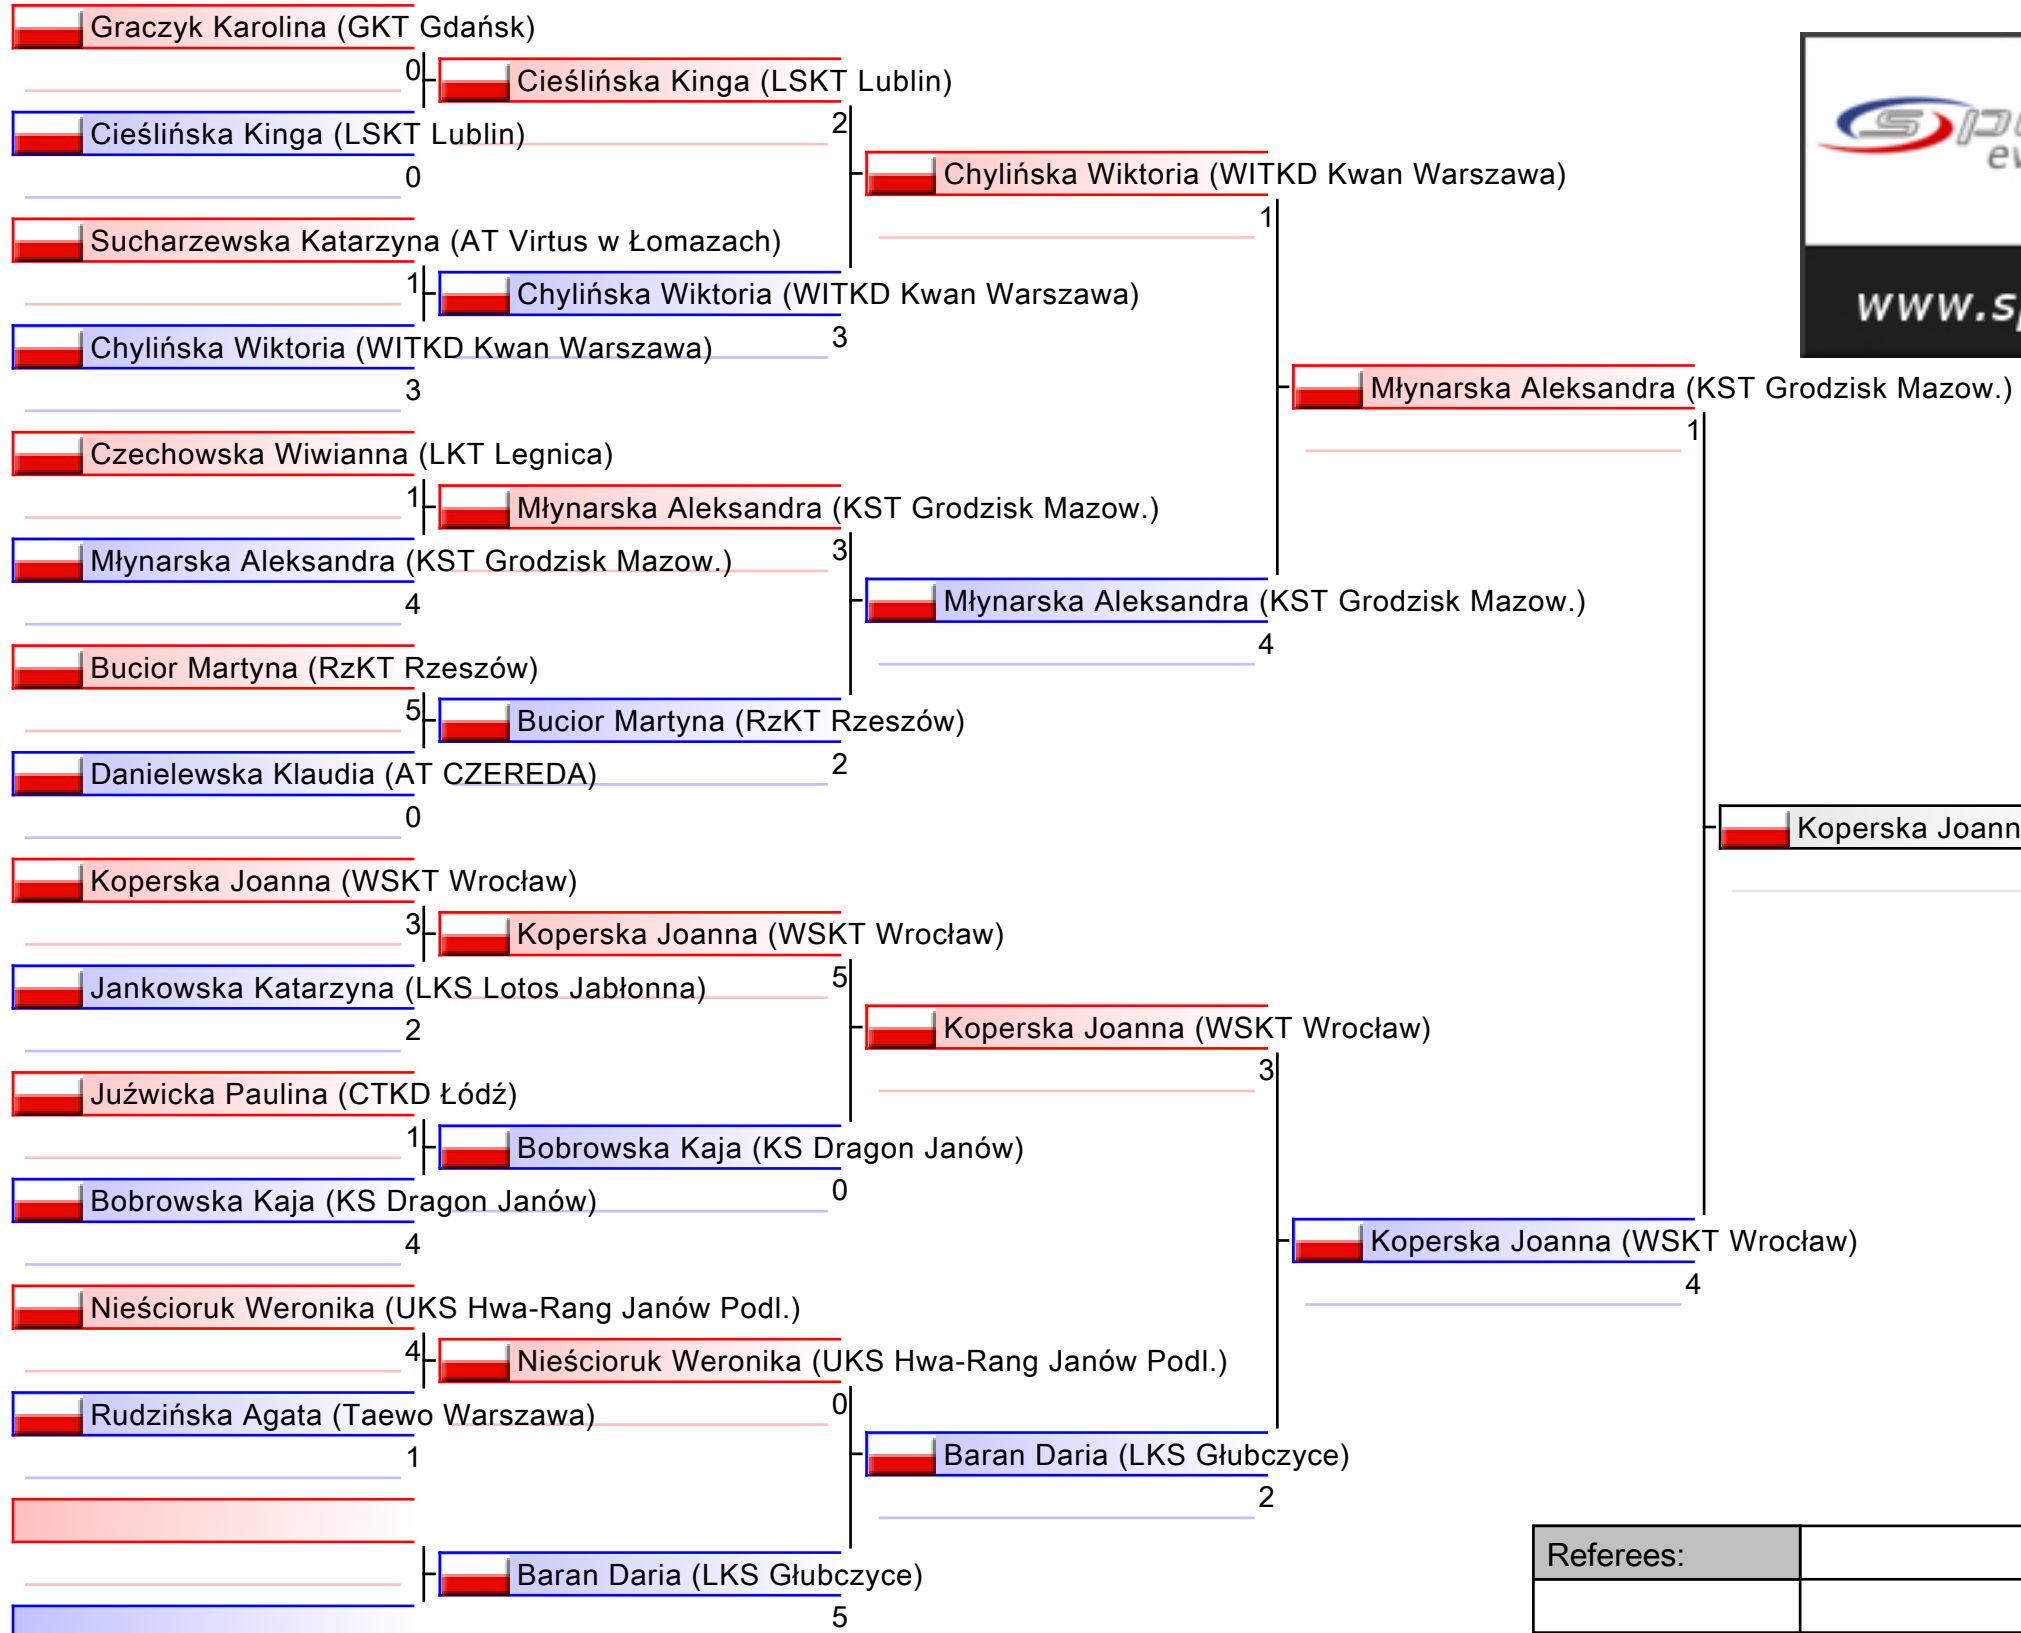 Graczyk Karolina (GKT Gdańsk)
0
Cieślińska Kinga (LSKT Lublin)
0
Sucharzewska Katarzyna (AT Virtus w Łomazach)
1
Chylińska Wiktoria (WITKD Kwan Warszawa)
3
Czechowska Wiwianna (LKT Legnica)
1
Młynarska Aleksandra (KST Grodzisk Mazow.)
4
Bucior Martyna (RzKT Rzeszów)
5
Danielewska Klaudia (AT CZEREDA)
0
Koperska Joanna (WSKT Wrocław)
3
Jankowska Katarzyna (LKS Lotos Jabłonna)
2
Juźwicka Paulina (CTKD Łódź)
1
Bobrowska Kaja (KS Dragon Janów)
4
Nieścioruk Weronika (UKS Hwa-Rang Janów Podl.)
4
Rudzińska Agata (Taewo Warszawa)
1
Cieślińska Kinga (LSKT Lublin)
2
Chylińska Wiktoria (WITKD Kwan Warszawa)
3
Młynarska Aleksandra (KST Grodzisk Mazow.)
3
Bucior Martyna (RzKT Rzeszów)
2
Koperska Joanna (WSKT Wrocław)
5
Bobrowska Kaja (KS Dragon Janów)
0
Nieścioruk Weronika (UKS Hwa-Rang Janów Podl.)
0
Baran Daria (LKS Głubczyce)
5
Chylińska Wiktoria (WITKD Kwan Warszawa)
1
Młynarska Aleksandra (KST Grodzisk Mazow.)
4
Koperska Joanna (WSKT Wrocław)
3
Baran Daria (LKS Głubczyce)
2
Młynarska Aleksandra (KST Grodzisk Mazow.)
1
Koperska Joanna (WSKT Wrocław)
4
Koperska Joann
www.s
Referees: